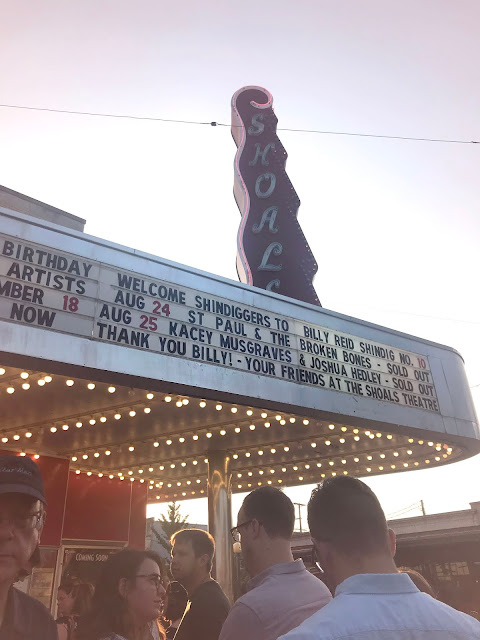 SHOALS
BIRTHDAY
ARTISTS
MBER 18
NOW
WELCOME SHINDIGGERS TO BILLY REID SHINDIG NO. 10
AUG 24 ST PAUL & THE BROKEN BONES - SOLD OUT
AUG 25 KACEY MUSGRAVES & JOSHUA HEDLEY - SOLD OUT
THANK YOU BILLY! - YOUR FRIENDS AT THE SHOALS THEATRE
COMING SOON